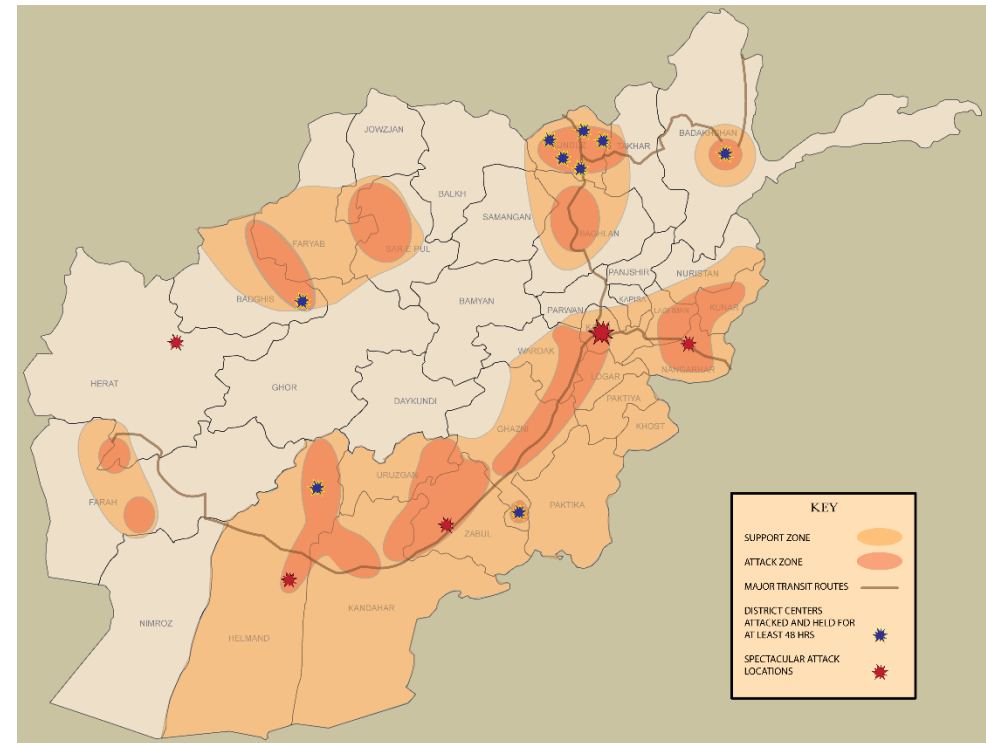 JOWZJAN
BADAKHSHAN
KUNDUZ
TAKHAR
BALKH
SAMANGAN
BAGHLAN
FARYAB
SAR E PUL
NURISTAN
PANJSHIR
BADGHIS
BAMYAN
PARWAN
KAPISA
LAGHMAN
KUNAR
WARDAK
NANGARHAR
LOGAR
HERAT
GHOR
DAYKUNDI
PAKTIYA
GHAZNI
KHOST
URUZGAN
FARAH
PAKTIKA
ZABUL
KANDAHAR
NIMROZ
HELMAND
KEY
SUPPORT ZONE
ATTACK ZONE
MAJOR TRANSIT ROUTES
DISTRICT CENTERS
ATTACKED AND HELD FOR
AT LEAST 48 HRS
SPECTACULAR ATTACK
LOCATIONS